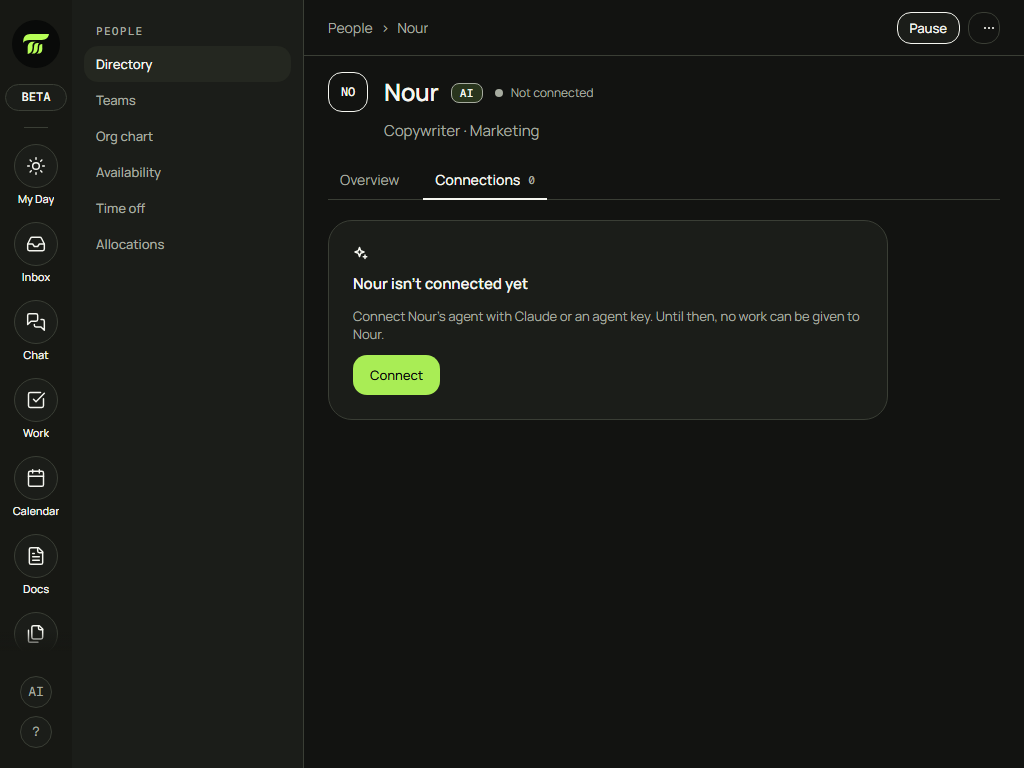 BETA
My Day
Inbox
Chat
Work
Calendar
Docs
AI
?
PEOPLE
Directory
Teams
Org chart
Availability
Time off
Allocations
People › Nour
Pause
NO
Nour
AI
Not connected
Copywriter · Marketing
Overview
Connections 0
Nour isn’t connected yet
Connect Nour’s agent with Claude or an agent key. Until then, no work can be given to
Nour.
Connect